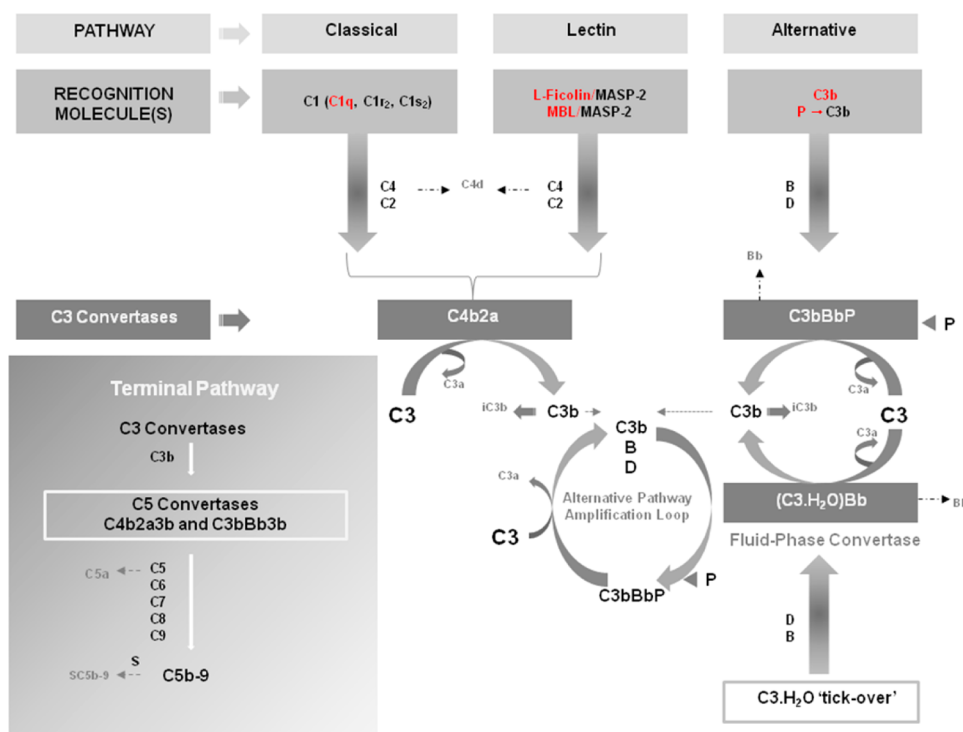 PATHWAY
Classical
Lectin
Alternative
RECOGNITION
MOLECULE(S)
C1 (C1q, C1r₂, C1s₂)
L-Ficolin/MASP-2
MBL/MASP-2
C3b
P → C3b
C4
C2
C4d
C4
C2
B
D
Bb
C3 Convertases
C4b2a
C3bBbP
P
C3a
C3
iC3b
C3b
C3b
B
D
C3b
iC3b
C3a
C3
C3a
C3a
C3
Alternative Pathway
Amplification Loop
C3bBbP
P
(C3.H₂O)Bb
Fluid-Phase Convertase
D
B
C3.H₂O ‘tick-over’
Terminal Pathway
C3 Convertases
C3b
C5 Convertases
C4b2a3b and C3bBb3b
C5a
C5
C6
C7
C8
C9
S
SC5b-9
C5b-9